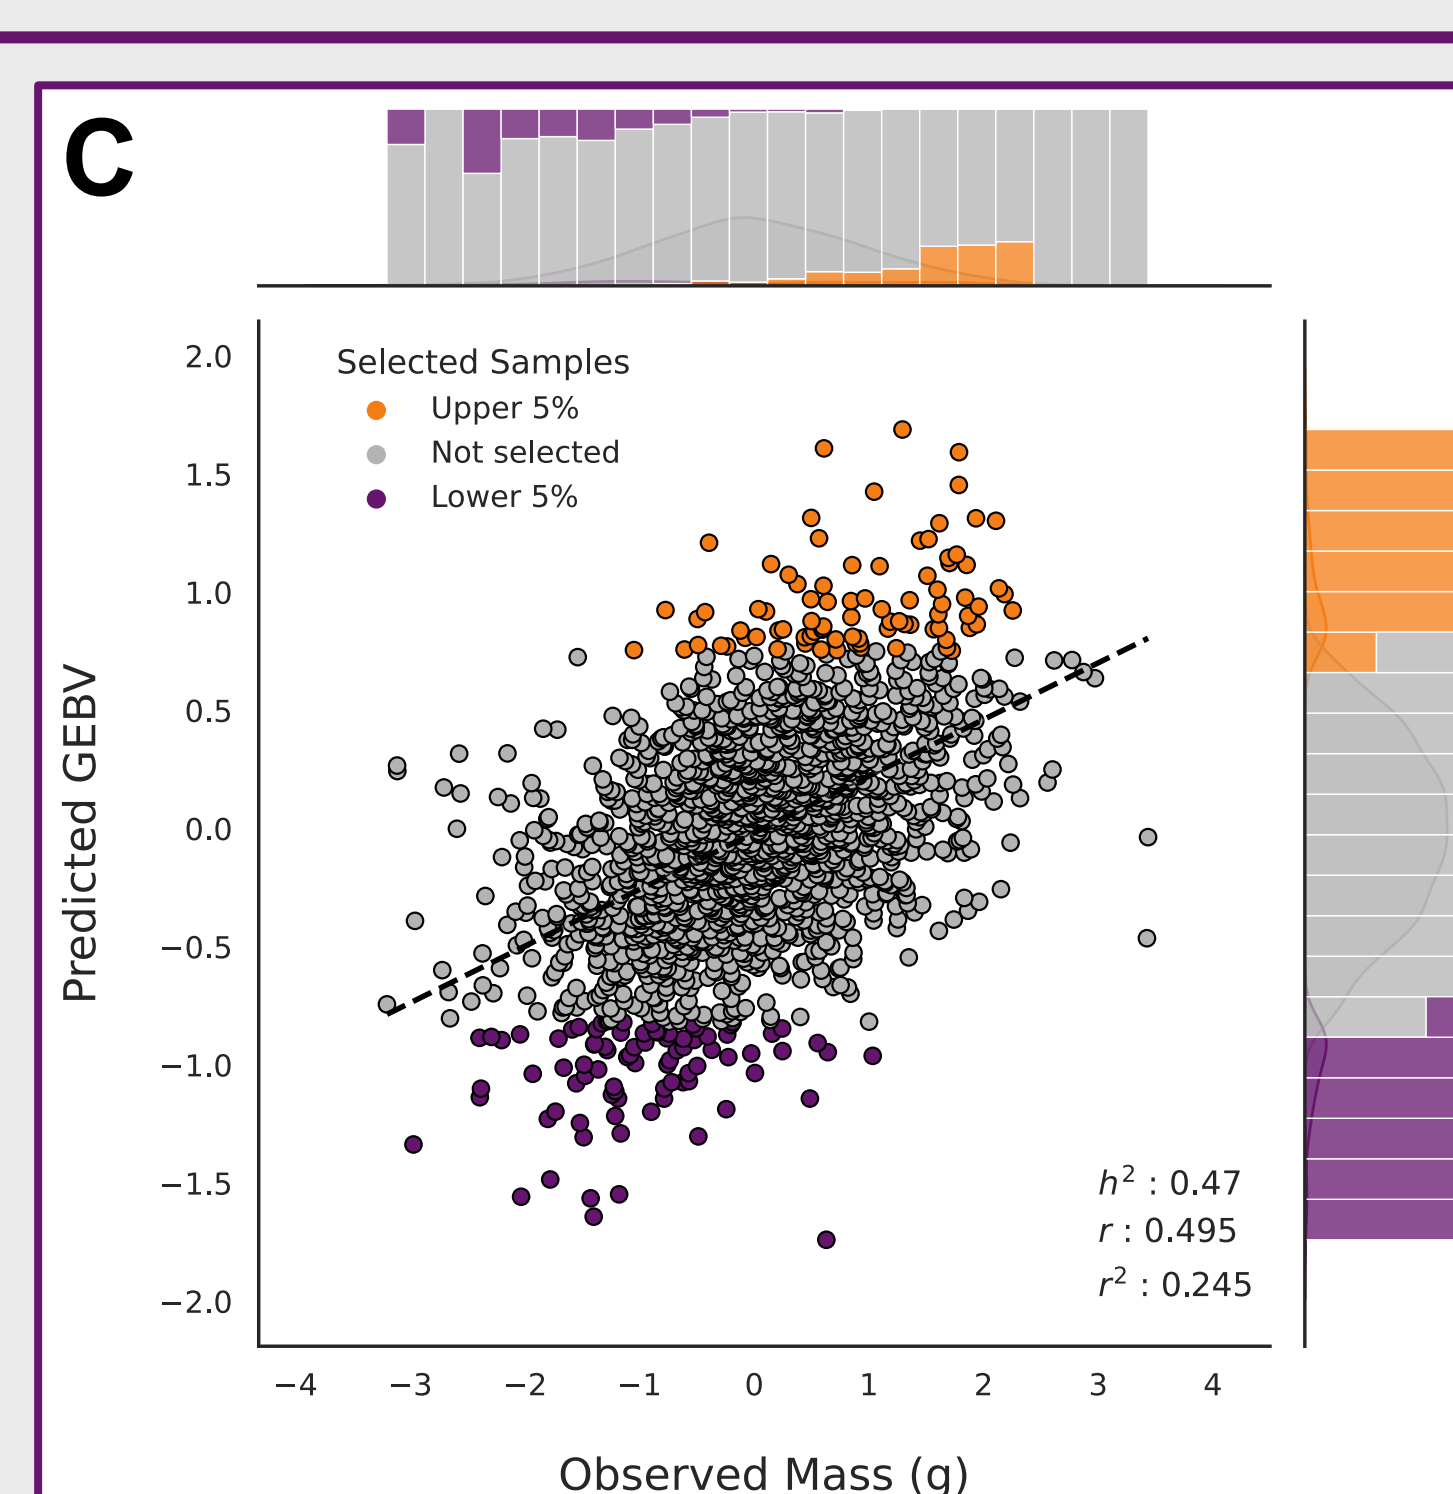 C
Selected Samples
Upper 5%
Not selected
Lower 5%
2.0
1.5
1.0
0.5
0.0
−0.5
−1.0
−1.5
−2.0
Predicted GEBV
h² : 0.47
r : 0.495
r² : 0.245
−4 −3 −2 −1 0 1 2 3 4
Observed Mass (g)